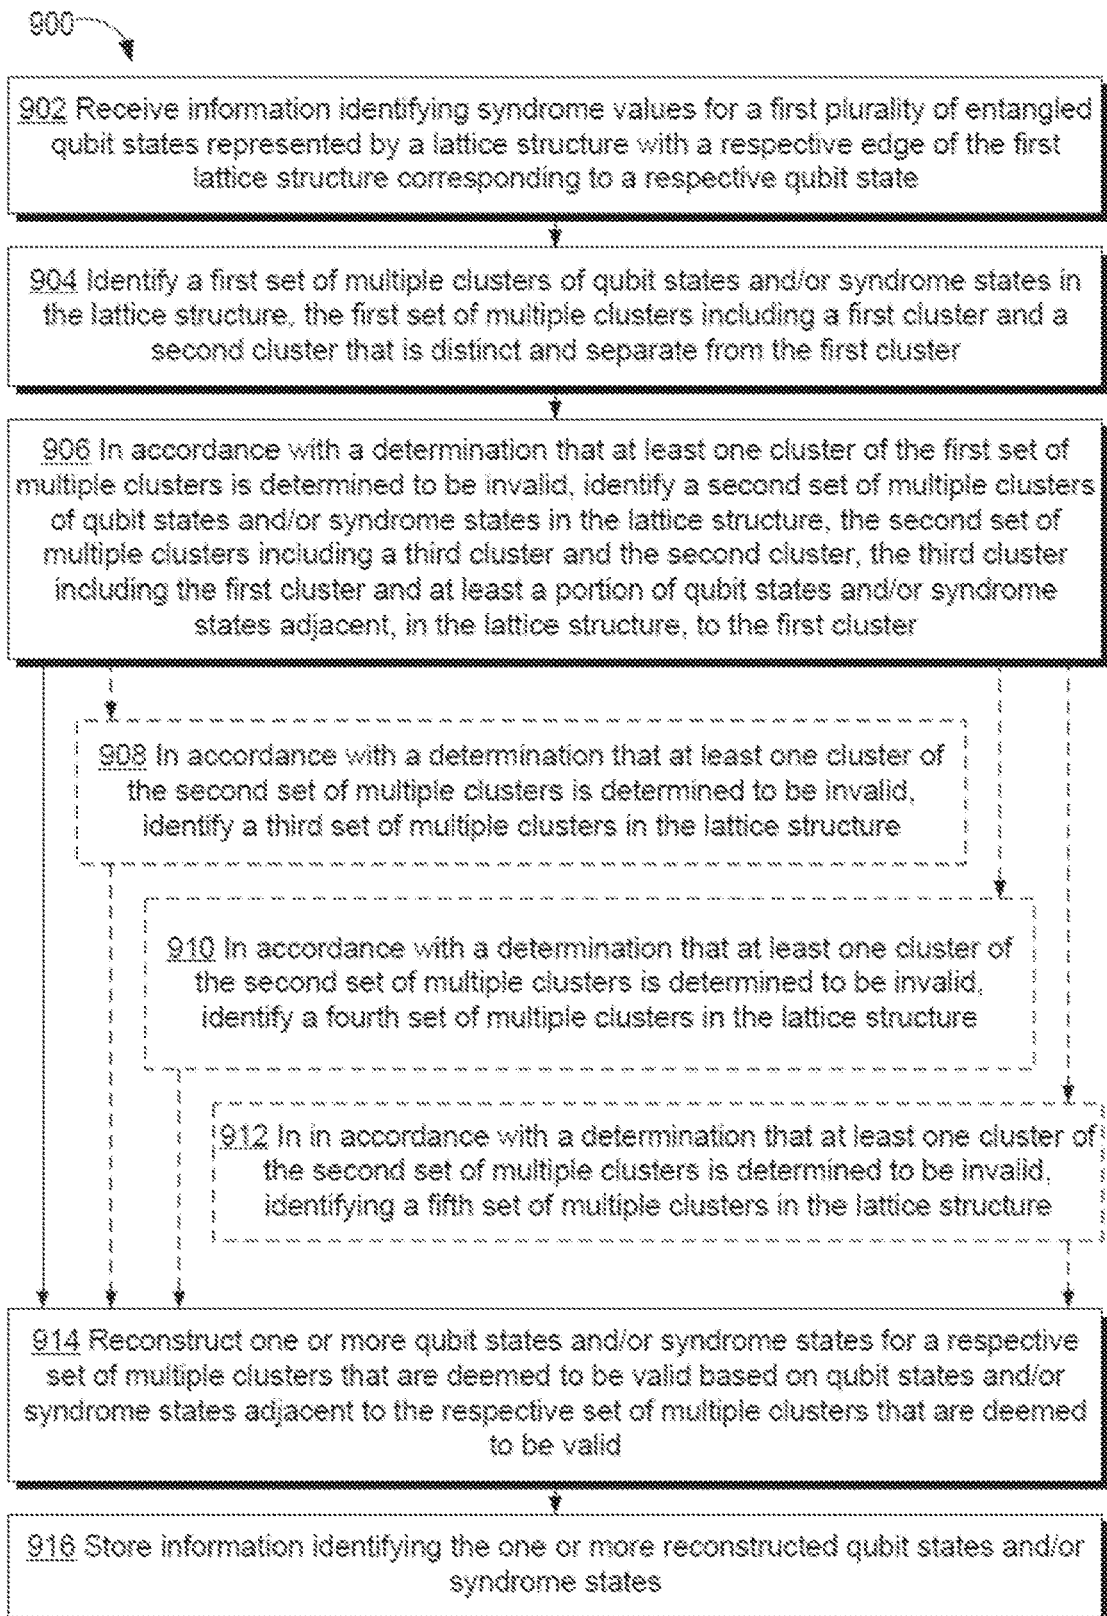 900
902 Receive information identifying syndrome values for a first plurality of entangled
qubit states represented by a lattice structure with a respective edge of the first
lattice structure corresponding to a respective qubit state
904 Identify a first set of multiple clusters of qubit states and/or syndrome states in
the lattice structure, the first set of multiple clusters including a first cluster and a
second cluster that is distinct and separate from the first cluster
906 In accordance with a determination that at least one cluster of the first set of
multiple clusters is determined to be invalid, identify a second set of multiple clusters
of qubit states and/or syndrome states in the lattice structure, the second set of
multiple clusters including a third cluster and the second cluster, the third cluster
including the first cluster and at least a portion of qubit states and/or syndrome
states adjacent, in the lattice structure, to the first cluster
908 In accordance with a determination that at least one cluster of
the second set of multiple clusters is determined to be invalid,
identify a third set of multiple clusters in the lattice structure
910 In accordance with a determination that at least one cluster of
the second set of multiple clusters is determined to be invalid,
identify a fourth set of multiple clusters in the lattice structure
912 In in accordance with a determination that at least one cluster of
the second set of multiple clusters is determined to be invalid,
identifying a fifth set of multiple clusters in the lattice structure
914 Reconstruct one or more qubit states and/or syndrome states for a respective
set of multiple clusters that are deemed to be valid based on qubit states and/or
syndrome states adjacent to the respective set of multiple clusters that are deemed
to be valid
916 Store information identifying the one or more reconstructed qubit states and/or
syndrome states